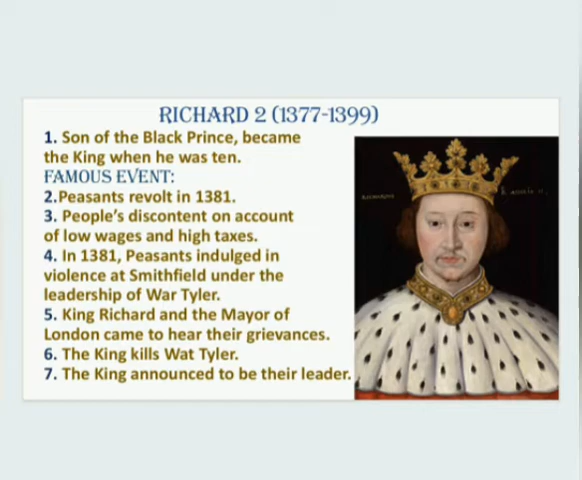 RICHARD 2 (1377-1399)
1. Son of the Black Prince, became
the King when he was ten.
FAMOUS EVENT:
2.Peasants revolt in 1381.
3. People's discontent on account
of low wages and high taxes.
4. In 1381, Peasants indulged in
violence at Smithfield under the
leadership of War Tyler.
5. King Richard and the Mayor of
London came to hear their grievances.
6. The King kills Wat Tyler.
7. The King announced to be their leader.